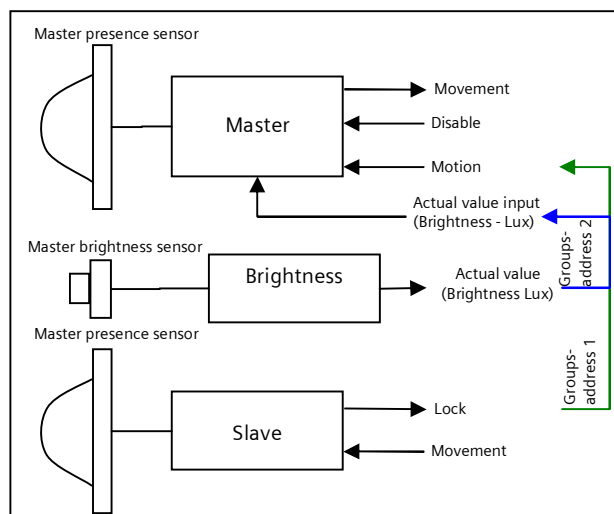 Master presence sensor
Master
Movement
Disable
Motion
Actual value input
(Brightness - Lux)
Groups-
address 2
Master brightness sensor
Brightness
Actual value
(Brightness Lux)
Master presence sensor
Groups-
address 1
Slave
Lock
Movement